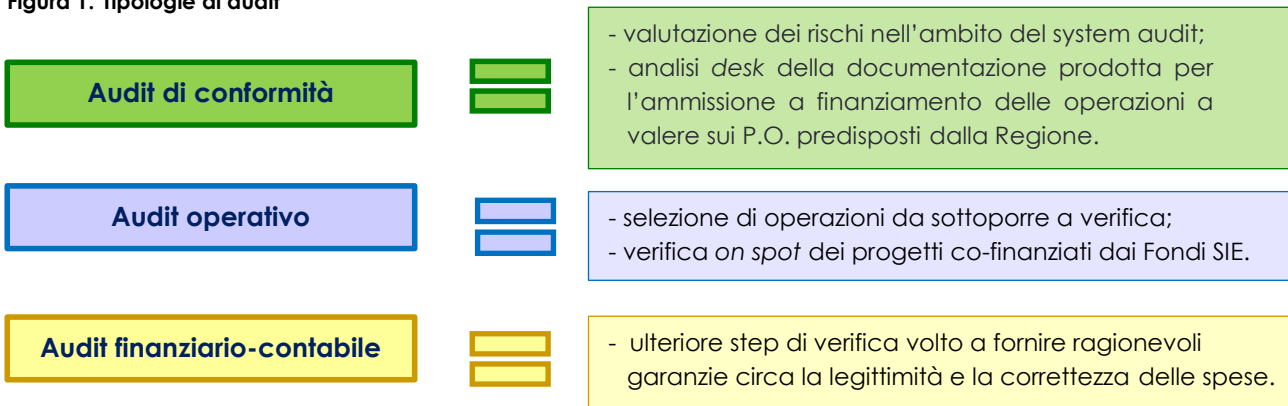 Figura 1. Tipologie di audit
Audit di conformità
- valutazione dei rischi nell’ambito del system audit;
- analisi desk della documentazione prodotta per
l’ammissione a finanziamento delle operazioni a
valere sui P.O. predisposti dalla Regione.
Audit operativo
- selezione di operazioni da sottoporre a verifica;
- verifica on spot dei progetti co-finanziati dai Fondi SIE.
Audit finanziario-contabile
- ulteriore step di verifica volto a fornire ragionevoli
garanzie circa la legittimità e la correttezza delle spese.